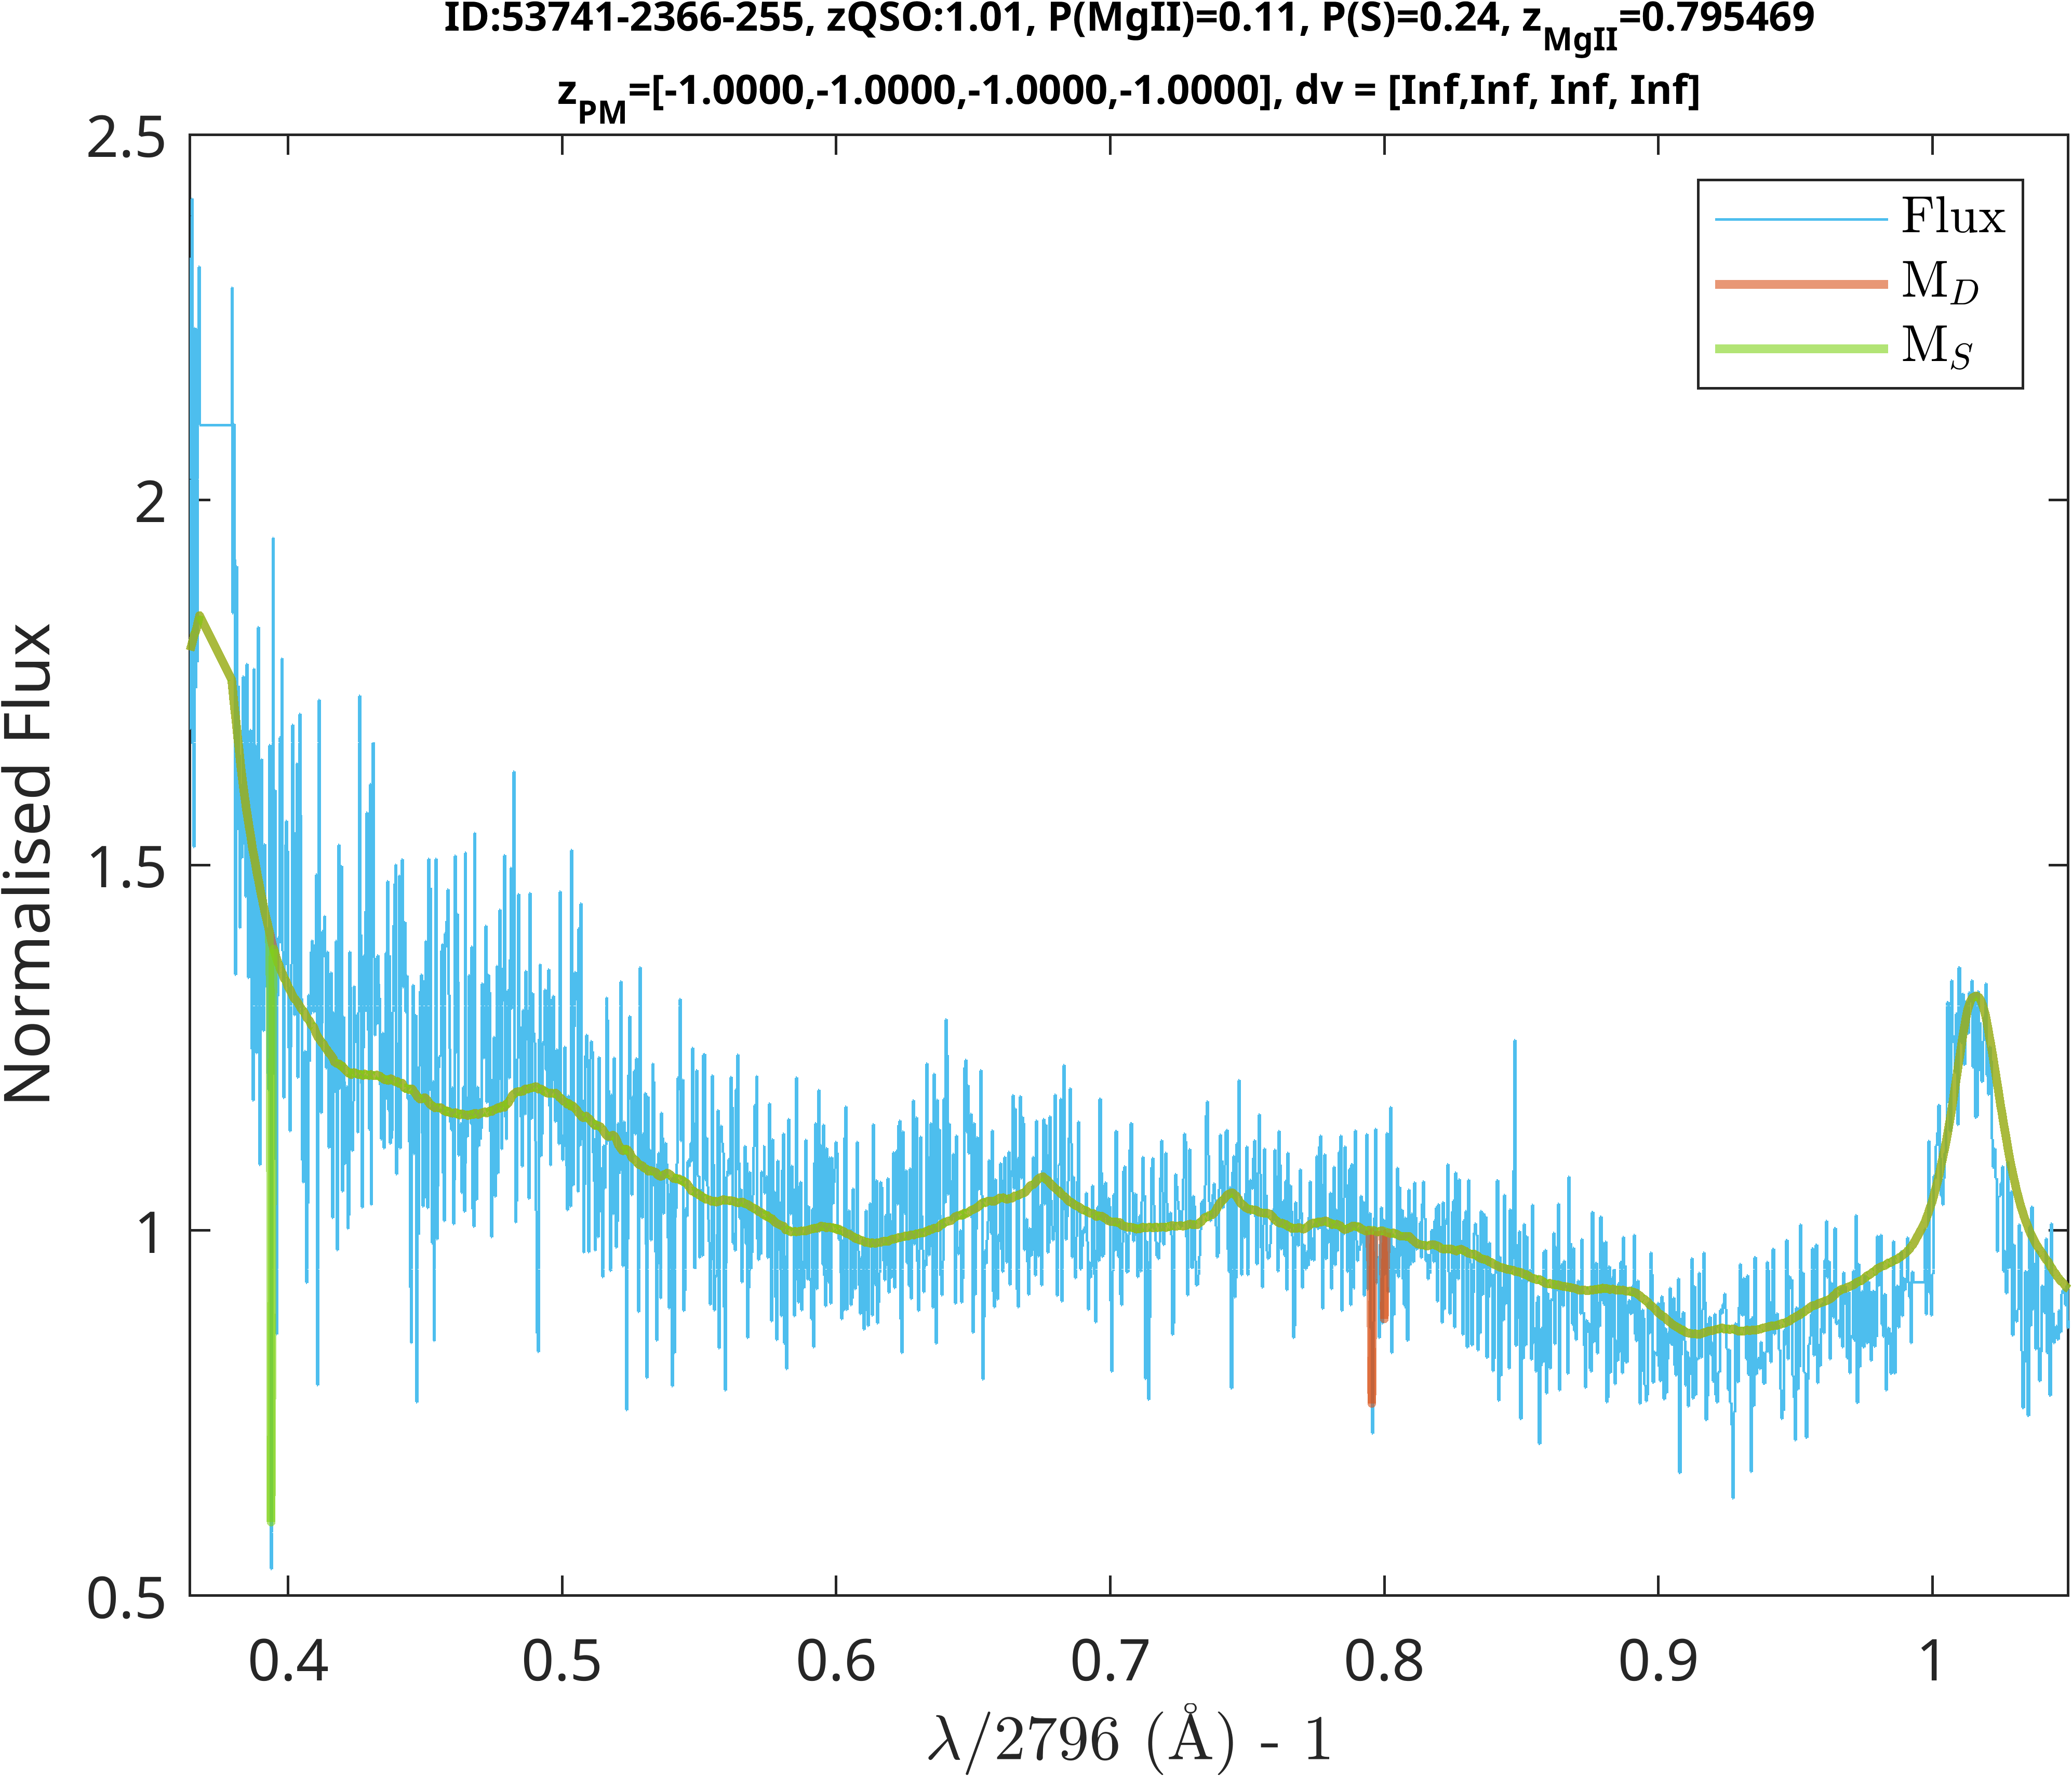 ID:53741-2366-255, zQSO:1.01, P(MgII)=0.11, P(S)=0.24, zMgII=0.795469
zPM=[-1.0000,-1.0000,-1.0000,-1.0000], dv = [Inf,Inf, Inf, Inf]
2.5
2
1.5
1
0.5
Normalised Flux
Flux
MD
MS
0.4 0.5 0.6 0.7 0.8 0.9 1
λ/2796 (Å) - 1